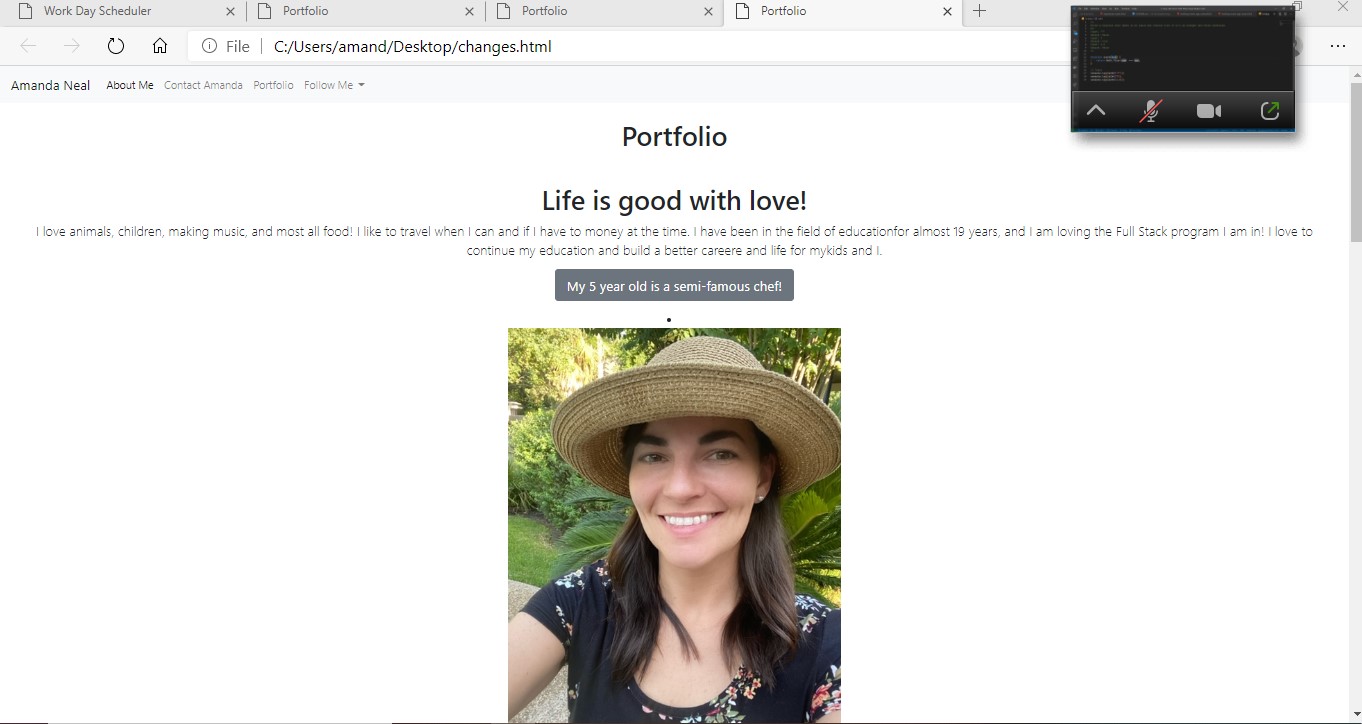 Work Day Scheduler
Portfolio
Portfolio
Portfolio
File
C:/Users/amand/Desktop/changes.html
Amanda Neal
About Me
Contact Amanda
Portfolio
Follow Me
Portfolio
Life is good with love!
I love animals, children, making music, and most all food! I like to travel when I can and if I have to money at the time. I have been in the field of educationfor almost 19 years, and I am loving the Full Stack program I am in! I love to
continue my education and build a better careere and life for mykids and I.
My 5 year old is a semi-famous chef!